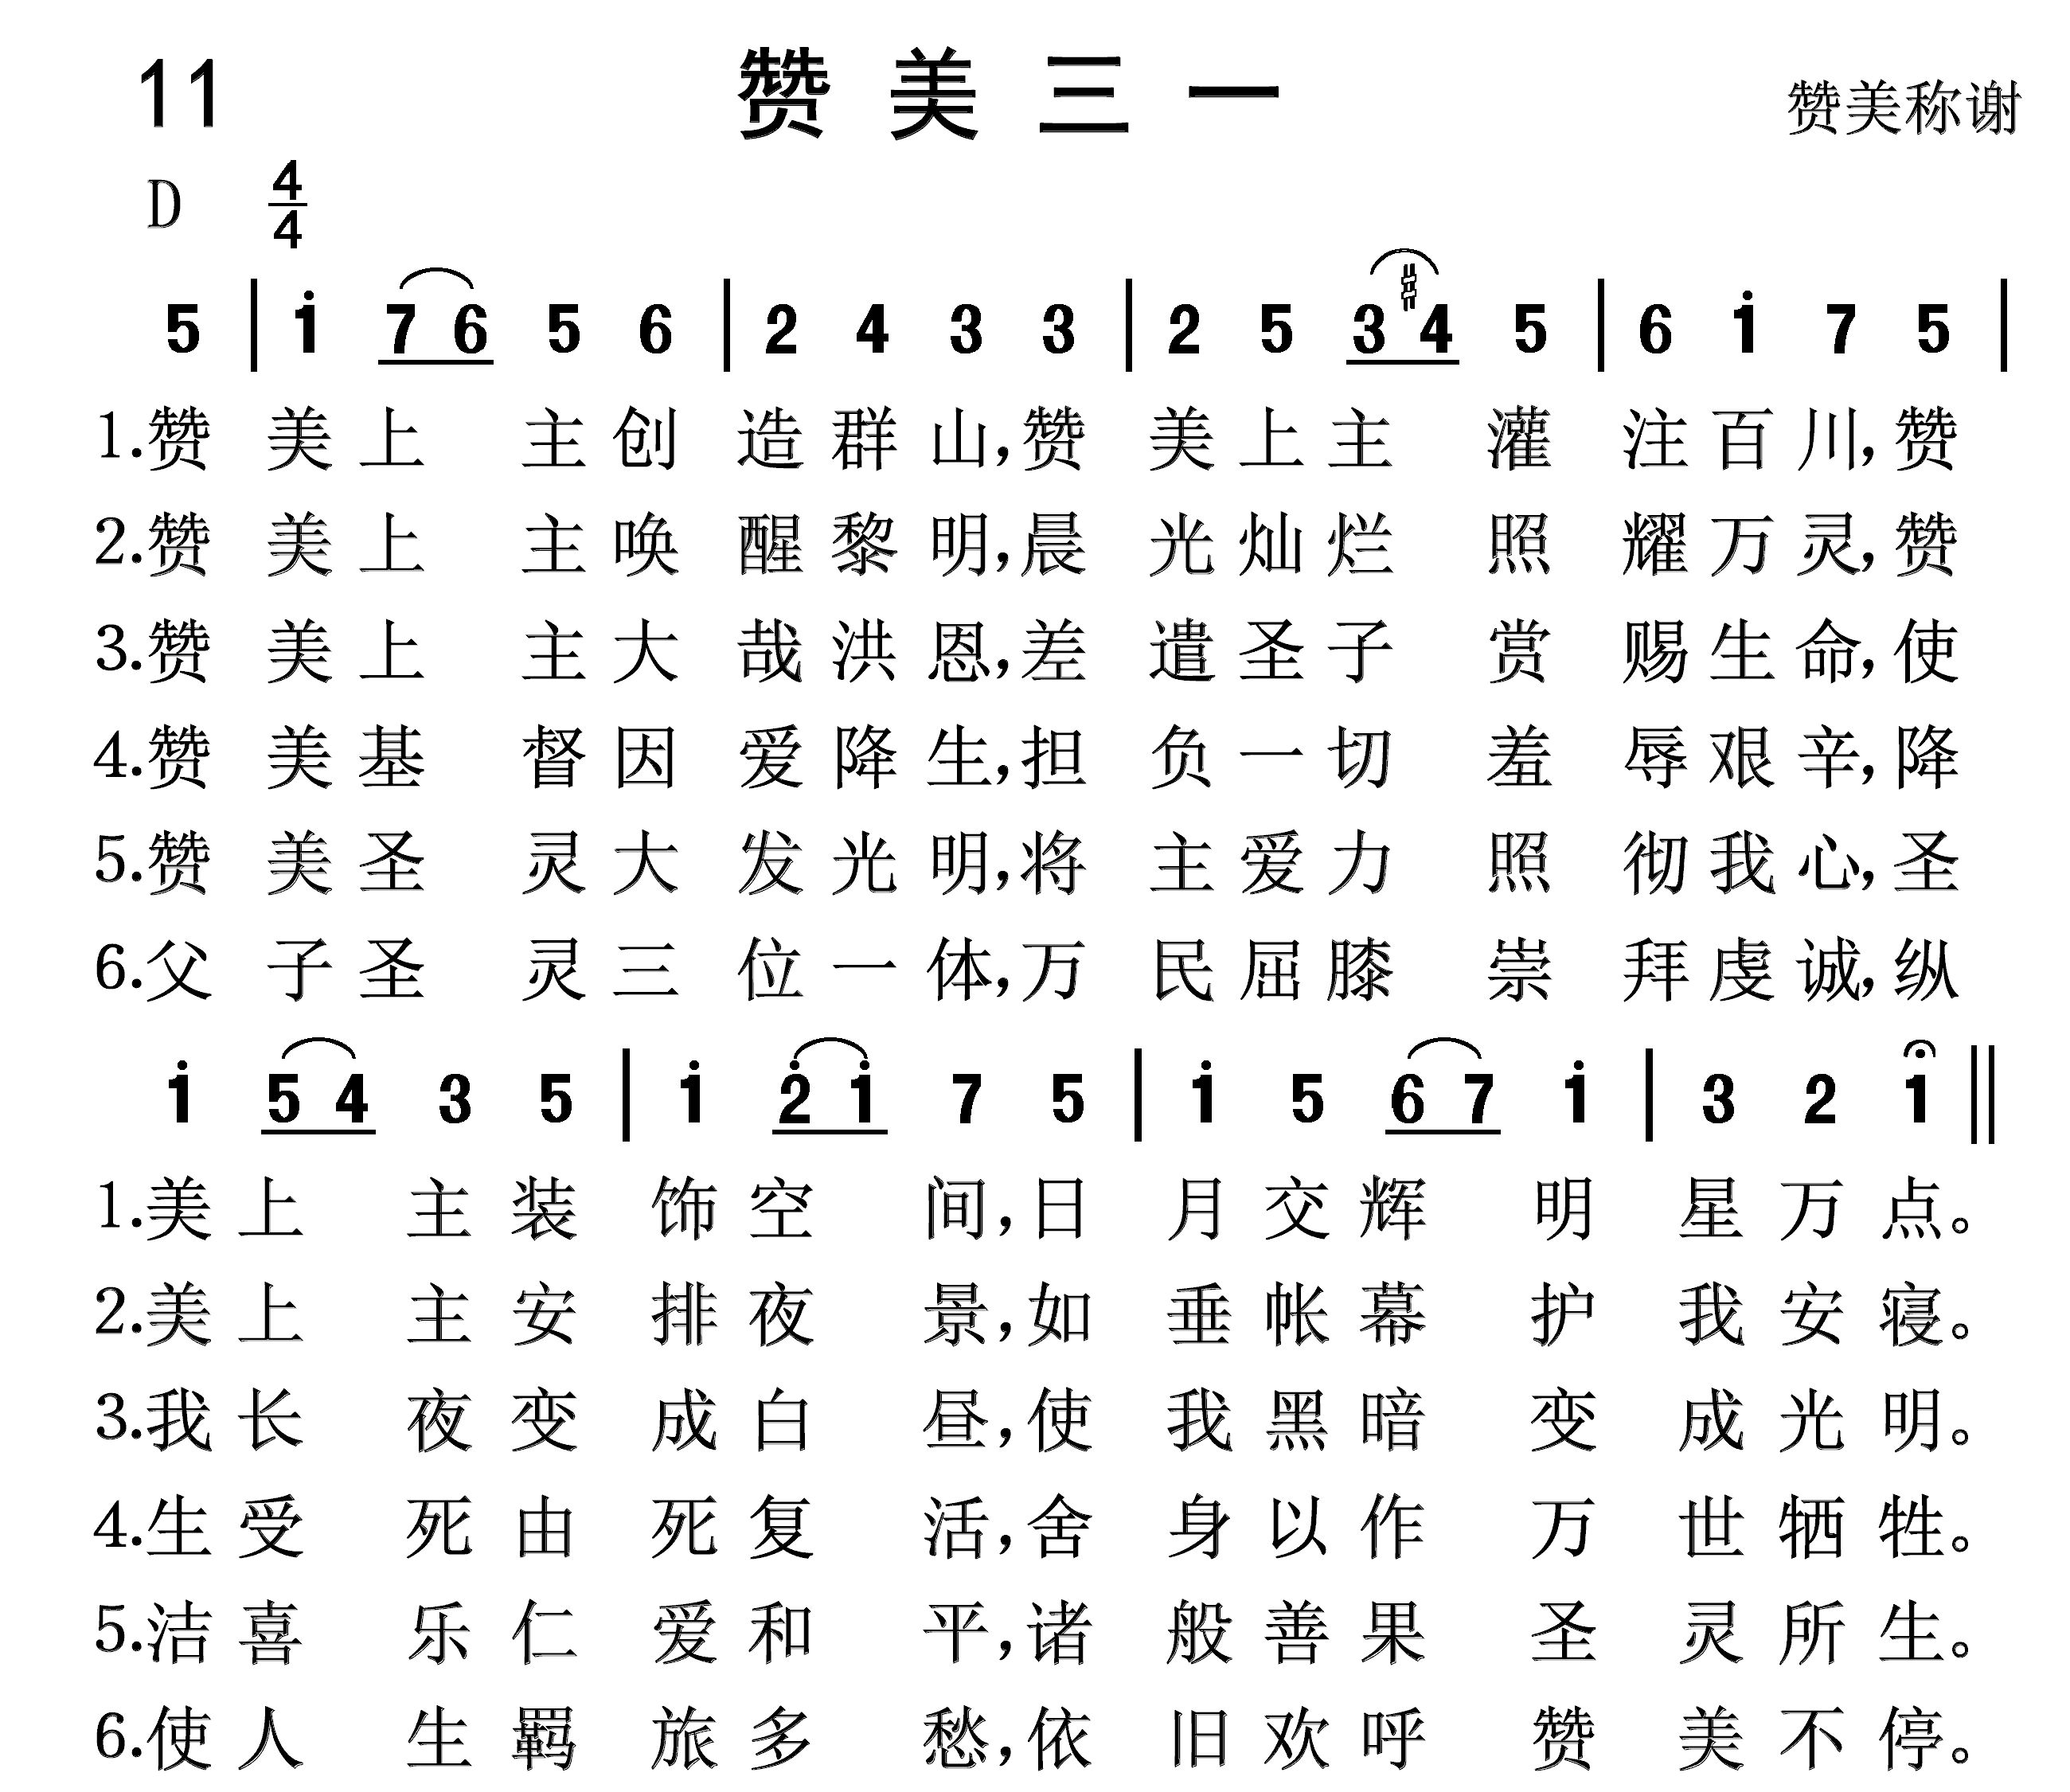 11 赞美三一 赞美称谢
D 4/4
5 | i 7 6 5 6 | 2 4 3 3 | 2 5 3 #4 5 | 6 i 7 5 |
1.赞美上主创造群山,赞美上主灌注百川,赞
2.赞美上主唤醒黎明,晨光灿烂照耀万灵,赞
3.赞美上主大哉洪恩,差遣圣子赏赐生命,使
4.赞美基督因爱降生,担负一切羞辱艰辛,降
5.赞美圣灵大发光明,将主爱力照彻我心,圣
6.父子圣灵三位一体,万民屈膝崇拜虔诚,纵
i 5 4 3 5 | i 2̇ i 7 5 | i 5 6 7 i | 3 2 i ||
1.美上主装饰空间,日月交辉明星万点。
2.美上主安排夜景,如垂帐幕护我安寝。
3.我长夜变成白昼,使我黑暗变成光明。
4.生受死由死复活,舍身以作万世牺牲。
5.洁喜乐仁爱和平,诸般善果圣灵所生。
6.使人生羁旅多愁,依旧欢呼赞美不停。